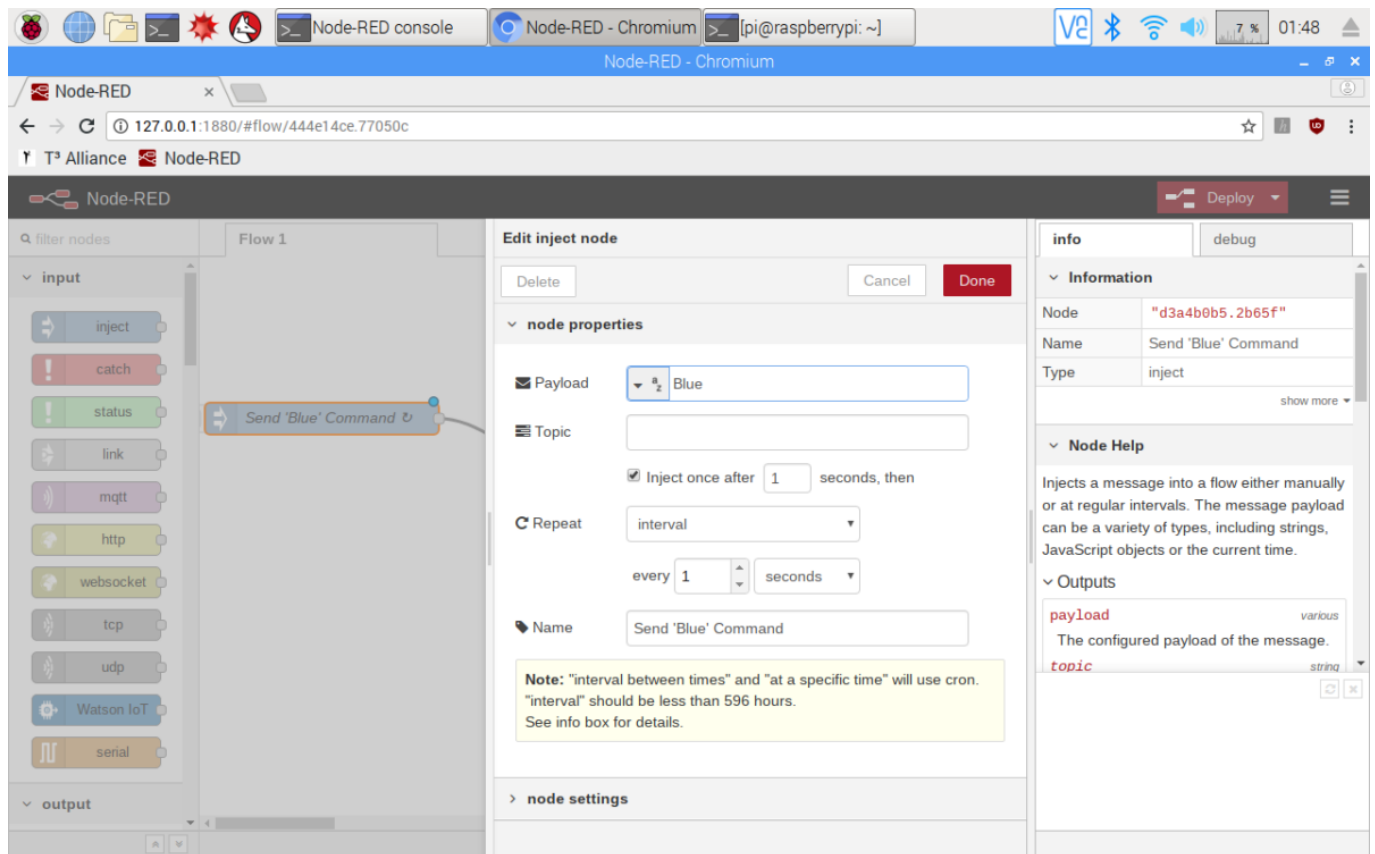 Node-RED console
Node-RED - Chromium
[pi@raspberrypi: ~]
7 %
01:48
Node-RED - Chromium
Node-RED
127.0.0.1:1880/#flow/444e14ce.77050c
T³ Alliance
Node-RED
Node-RED
Deploy
filter nodes
Flow 1
input
inject
catch
status
link
mqtt
http
websocket
tcp
udp
Watson IoT
serial
output
Send 'Blue' Command ↻
Edit inject node
Delete
Cancel
Done
node properties
Payload
Blue
Topic
Inject once after 1 seconds, then
Repeat
interval
every 1 seconds
Name
Send 'Blue' Command
Note: "interval between times" and "at a specific time" will use cron.
"interval" should be less than 596 hours.
See info box for details.
node settings
info
debug
Information
Node "d3a4b0b5.2b65f"
Name Send 'Blue' Command
Type inject
show more
Node Help
Injects a message into a flow either manually
or at regular intervals. The message payload
can be a variety of types, including strings,
JavaScript objects or the current time.
Outputs
payload various
The configured payload of the message.
topic string